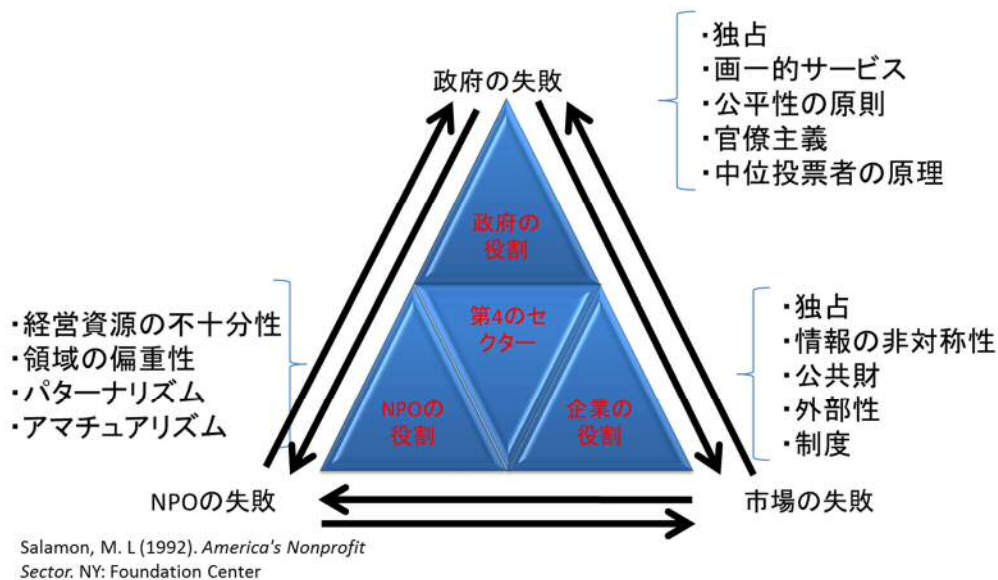 政府の失敗
・独占
・画一的サービス
・公平性の原則
・官僚主義
・中位投票者の原理
政府の
役割
第4のセ
クター
NPOの
役割
企業の
役割
・経営資源の不十分性
・領域の偏重性
・パターナリズム
・アマチュアリズム
・独占
・情報の非対称性
・公共財
・外部性
・制度
NPOの失敗
市場の失敗
Salamon, M. L (1992). America's Nonprofit
Sector. NY: Foundation Center